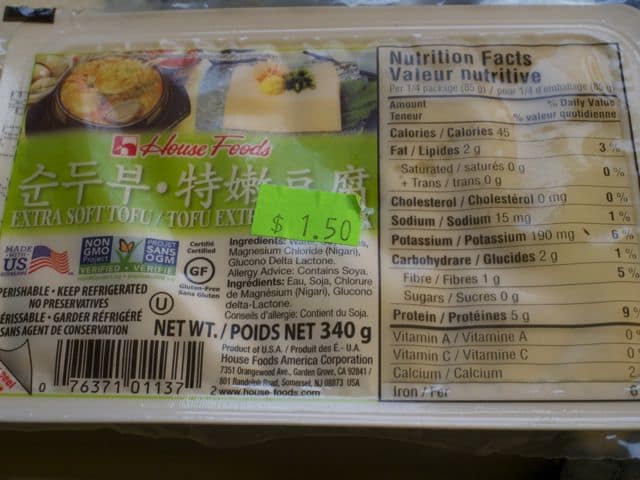 House Foods
순두부・特嫩豆腐
EXTRA SOFT TOFU / TOFU
$ 1.50
MADE
WITH
US
NON
GMO
Project
VERIFIED
PROJET
SANS
OGM
VÉRIFIÉ
Certified
Certifié
GF
Gluten-Free
Sans Gluten
Ingredients:
Magnesium Chloride (Nigari),
Glucono Delta Lactone.
Allergy Advice: Contains Soya.
Ingrédients: Eau, Soja, Chlorure
de Magnésium (Nigari), Glucono
delta-Lactone.
Conseils d'allergie: Contient du Soja.
PERISHABLE • KEEP REFRIGERATED
NO PRESERVATIVES
PÉRISSABLE • GARDER RÉFRIGÉRÉ
SANS AGENT DE CONSERVATION
U
NET WT. / POIDS NET 340 g
Product of U.S.A. / Produit des É.-U.A.
House Foods America Corporation
7351 Orangewood Ave., Garden Grove, CA 92841 /
801 Randolph Road, Somerset, NJ 08873 USA
www.house-foods.com
0 76371 01137 2
Nutrition Facts
Valeur nutritive
Per 1/4 package (85 g) / pour 1/4 d'emballage (85 g)
Amount % Daily Value
Teneur % valeur quotidienne
Calories / Calories 45
Fat / Lipides 2 g 3 %
Saturated / saturés 0 g
+ Trans / trans 0 g 0 %
Cholesterol / Cholestérol 0 mg 0 %
Sodium / Sodium 15 mg 1 %
Potassium / Potassium 190 mg 6 %
Carbohydrare / Glucides 2 g 1 %
Fibre / Fibres 1 g 5 %
Sugars / Sucres 0 g
Protein / Protéines 5 g 9 %
Vitamin A / Vitamine A 0
Vitamin C / Vitamine C 0
Calcium / Calcium 2
Iron / Fer 6